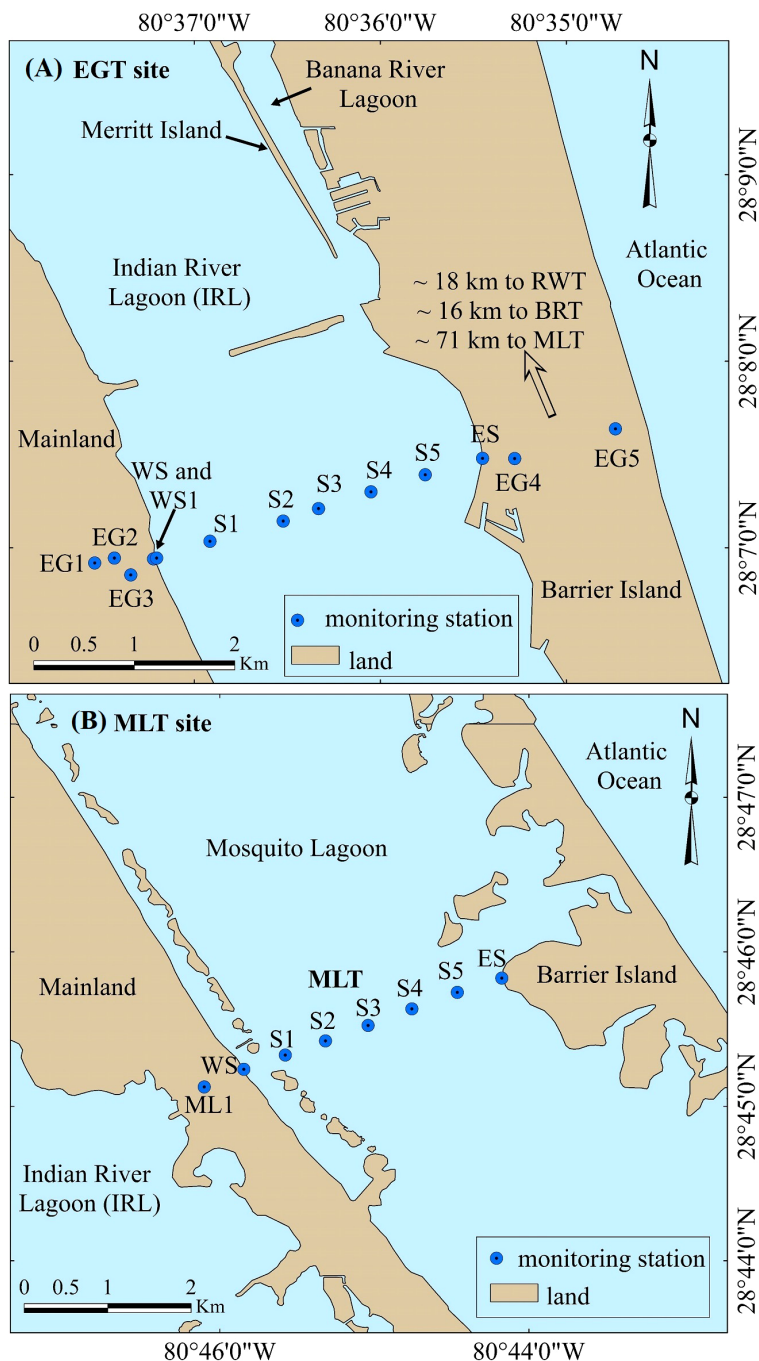 80°37'0"W 80°36'0"W 80°35'0"W
(A) EGT site
N
Banana River
Lagoon
Merritt Island
28°9'0"N
Atlantic
Ocean
Indian River
Lagoon (IRL)
~ 18 km to RWT
~ 16 km to BRT
~ 71 km to MLT
28°8'0"N
Mainland
WS and
WS1
S1
S2
S3
S4
S5
ES
EG4
EG5
EG2
EG1
EG3
28°7'0"N
Barrier Island
monitoring station
land
0 0.5 1 2
Km
(B) MLT site
N
Atlantic
Ocean
28°47'0"N
Mosquito Lagoon
28°46'0"N
MLT
ES
Barrier Island
Mainland
S5
S4
S3
S2
S1
WS
ML1
28°45'0"N
Indian River
Lagoon (IRL)
28°44'0"N
monitoring station
land
0 0.5 1 2
Km
80°46'0"W 80°44'0"W